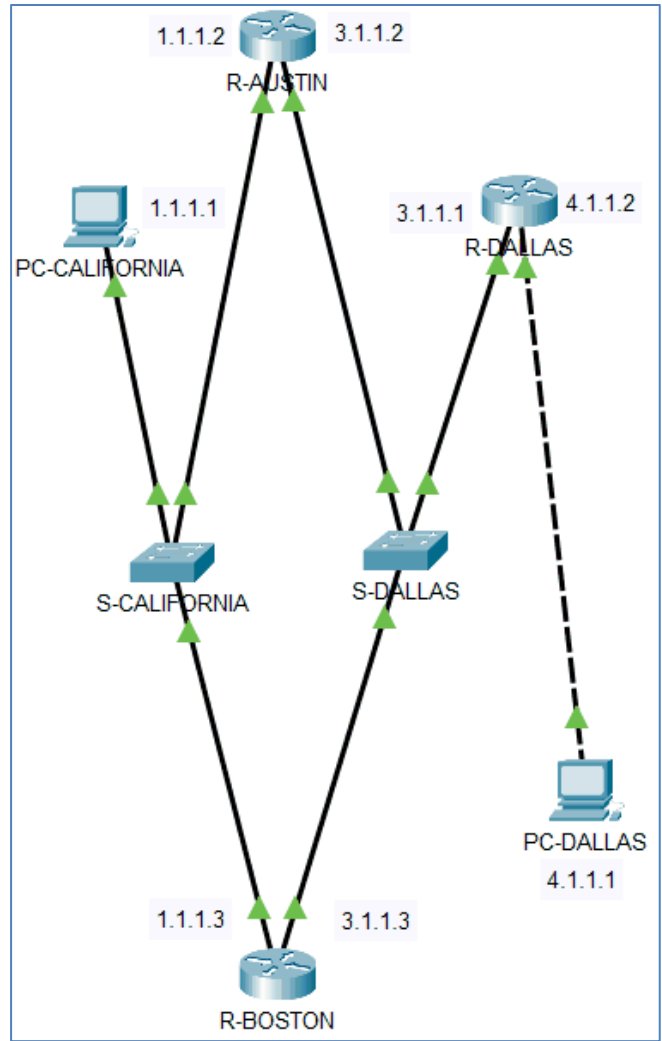 1.1.1.2
3.1.1.2
R-AUSTIN
1.1.1.1
PC-CALIFORNIA
3.1.1.1
4.1.1.2
R-DALLAS
S-CALIFORNIA
S-DALLAS
PC-DALLAS
4.1.1.1
1.1.1.3
3.1.1.3
R-BOSTON